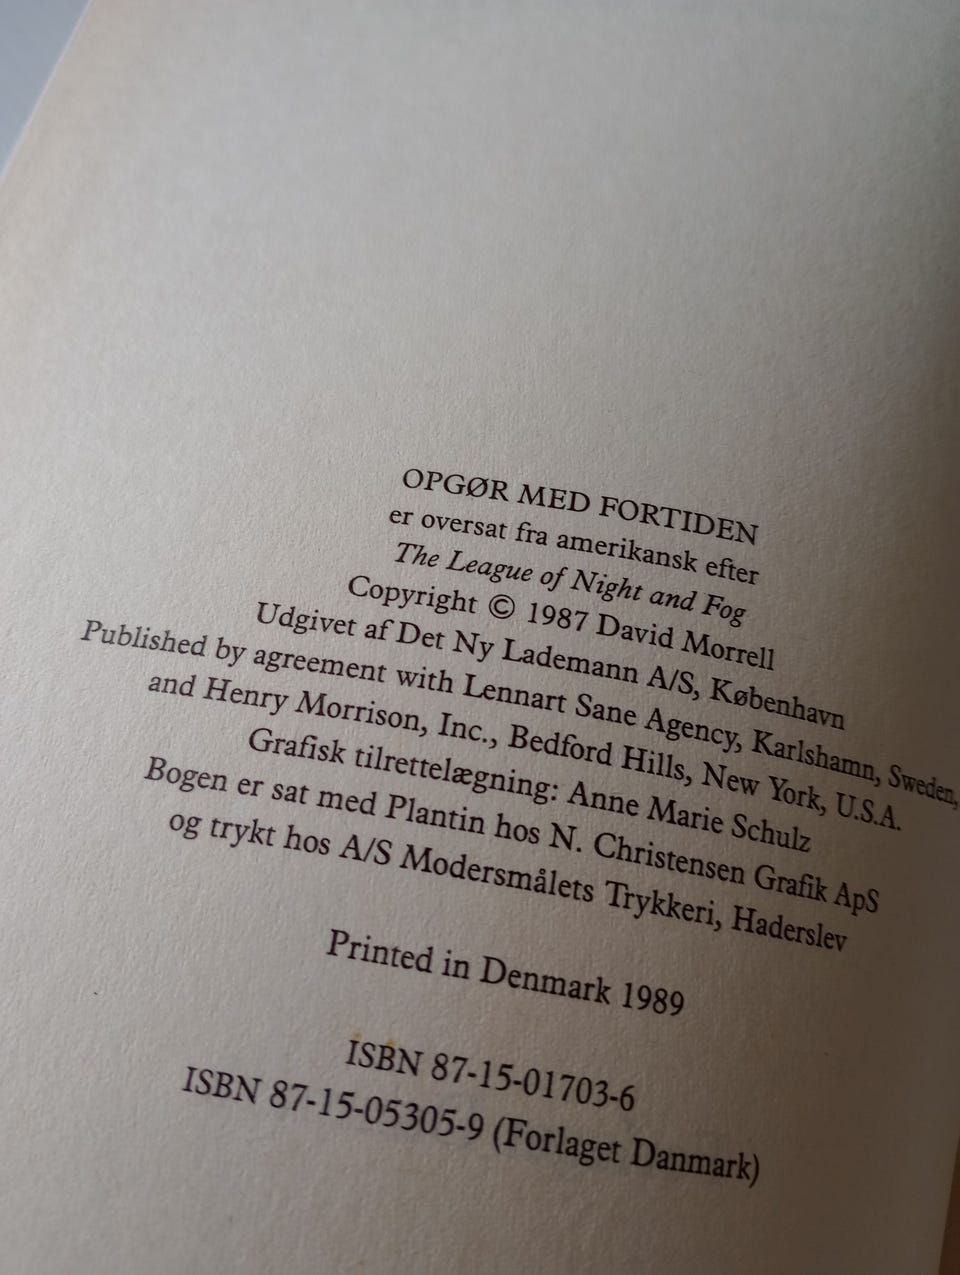 OPGØR MED FORTIDEN
er oversat fra amerikansk efter
The League of Night and Fog
Copyright © 1987 David Morrell
Udgivet af Det Ny Lademann A/S, København
Published by agreement with Lennart Sane Agency, Karlshamn, Sweden,
and Henry Morrison, Inc., Bedford Hills, New York, U.S.A.
Grafisk tilrettelægning: Anne Marie Schulz
Bogen er sat med Plantin hos N. Christensen Grafik ApS
og trykt hos A/S Modersmålets Trykkeri, Haderslev
Printed in Denmark 1989
ISBN 87-15-01703-6
ISBN 87-15-05305-9 (Forlaget Danmark)